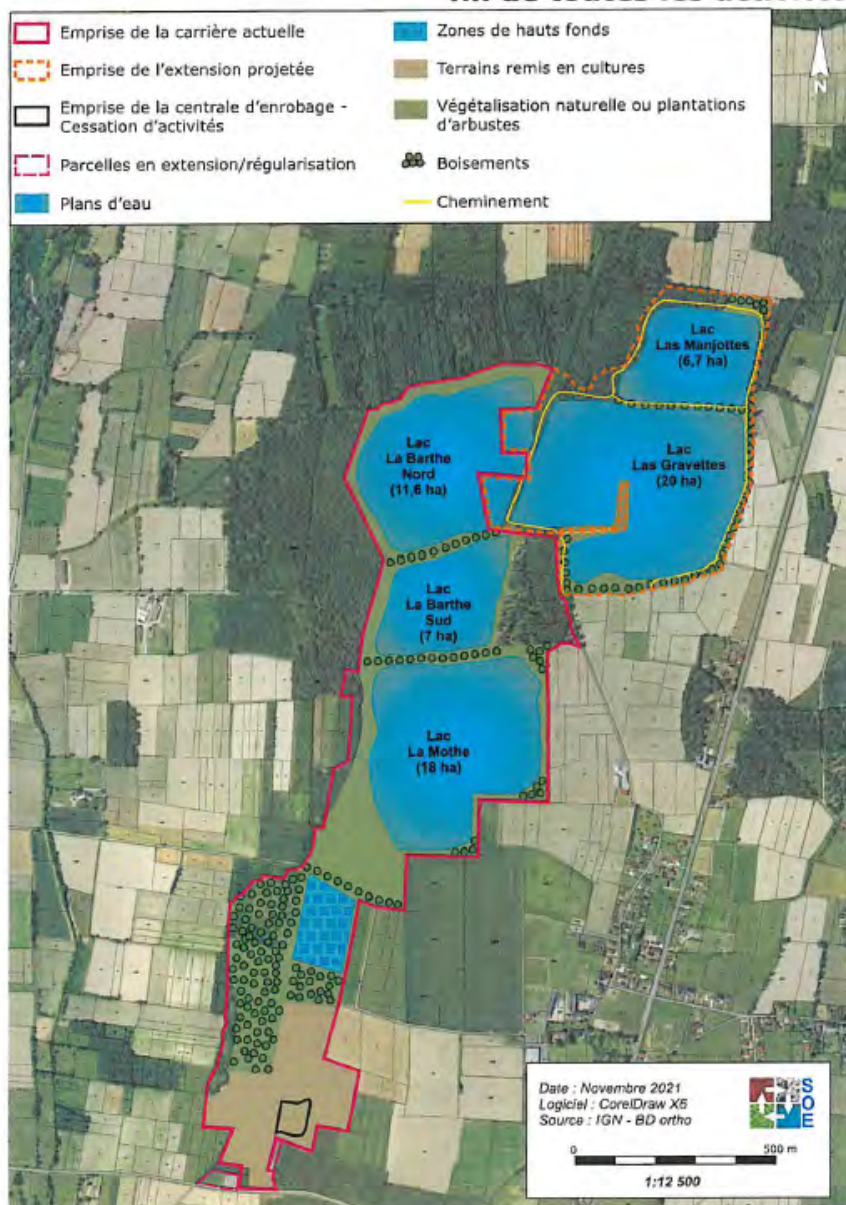 Emprise de la carrière actuelle
Emprise de l'extension projetée
Emprise de la centrale d'enrobage -
Cessation d'activités
Parcelles en extension/régularisation
Plans d'eau
Zones de hauts fonds
Terrains remis en cultures
Végétalisation naturelle ou plantations
d'arbustes
Boisements
Cheminement
N
Lac
Las Manjottes
(6,7 ha)
Lac
La Barthe
Nord
(11,6 ha)
Lac
Las Gravettes
(20 ha)
Lac
La Barthe
Sud
(7 ha)
Lac
La Mothe
(18 ha)
Date : Novembre 2021
Logiciel : CorelDraw X6
Source : IGN - BD ortho
SOE
0 500 m
1:12 500